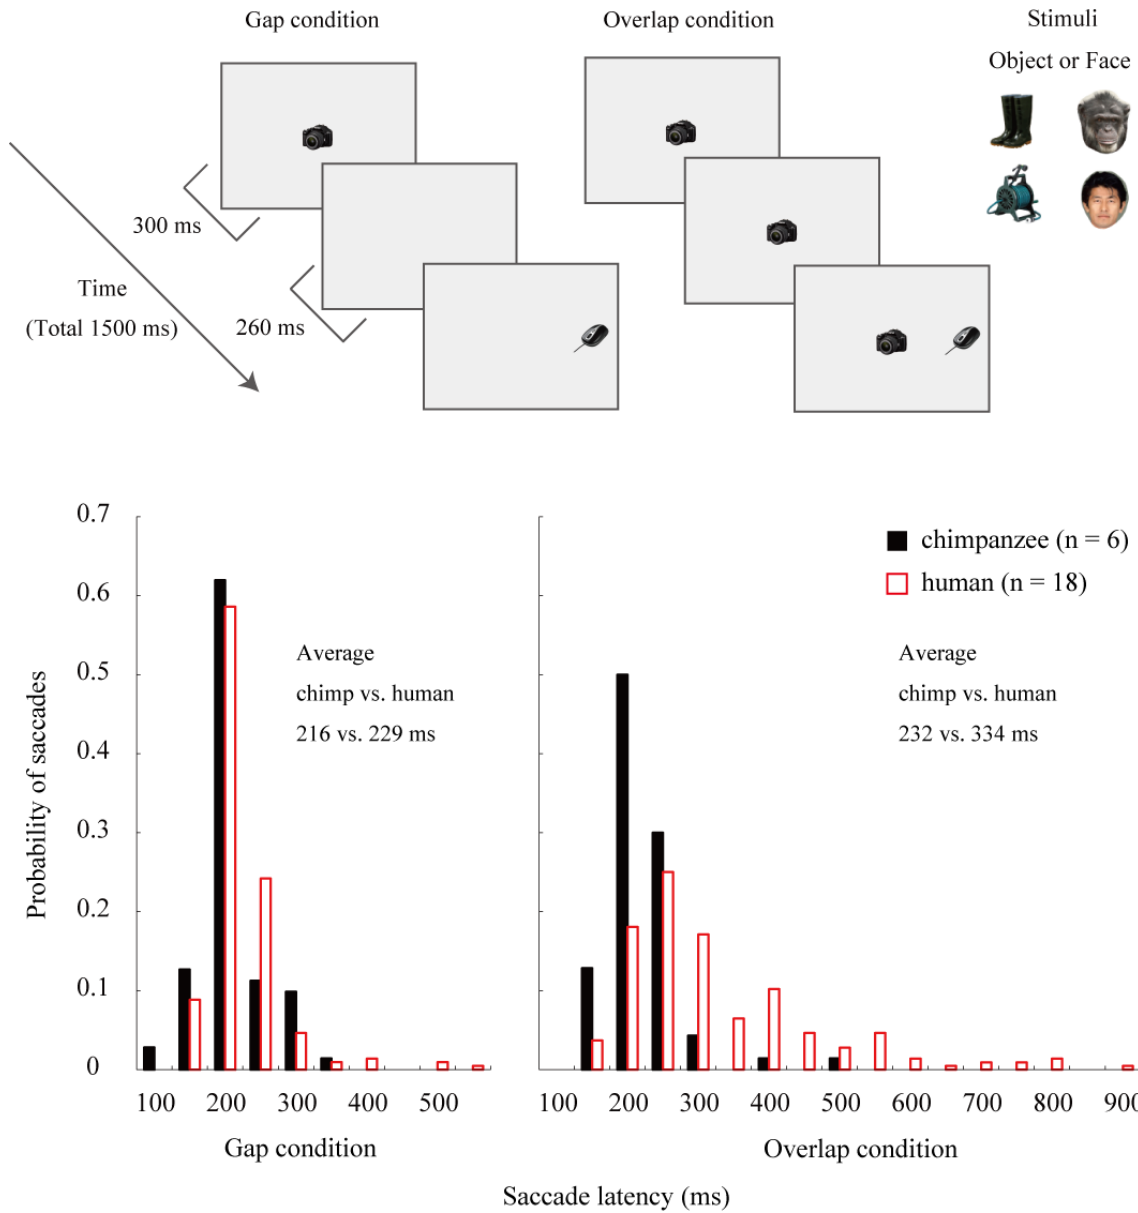 Gap condition
Overlap condition
Stimuli
Object or Face
300 ms
Time
(Total 1500 ms)
260 ms
0.7
0.6
0.5
0.4
0.3
0.2
0.1
0
Probability of saccades
Average
chimp vs. human
216 vs. 229 ms
chimpanzee (n = 6)
human (n = 18)
Average
chimp vs. human
232 vs. 334 ms
100 200 300 400 500
100 200 300 400 500 600 700 800 900
Gap condition
Overlap condition
Saccade latency (ms)